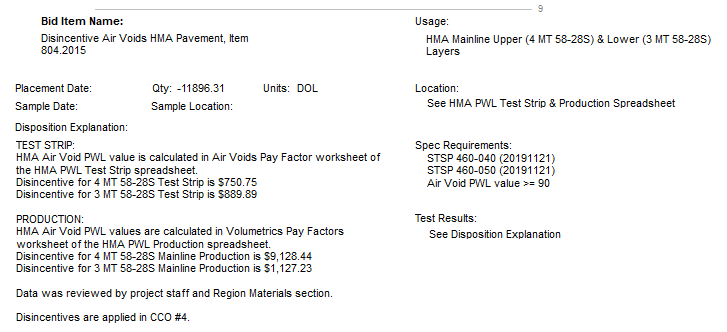 9
Bid Item Name:
Usage:
Disincentive Air Voids HMA Pavement, Item
804.2015
HMA Mainline Upper (4 MT 58-28S) & Lower (3 MT 58-28S)
Layers
Placement Date:
Qty: -11896.31
Units: DOL
Location:
Sample Date:
Sample Location:
See HMA PWL Test Strip & Production Spreadsheet
Disposition Explanation:
TEST STRIP:
HMA Air Void PWL value is calculated in Air Voids Pay Factor worksheet of
the HMA PWL Test Strip spreadsheet.
Disincentive for 4 MT 58-28S Test Strip is $750.75
Disincentive for 3 MT 58-28S Test Strip is $889.89
Spec Requirements:
STSP 460-040 (20191121)
STSP 460-050 (20191121)
Air Void PWL value >= 90
PRODUCTION:
HMA Air Void PWL values are calculated in Volumetrics Pay Factors
worksheet of the HMA PWL Production spreadsheet.
Disincentive for 4 MT 58-28S Mainline Production is $9,128.44
Disincentive for 3 MT 58-28S Mainline Production is $1,127.23
Test Results:
See Disposition Explanation
Data was reviewed by project staff and Region Materials section.
Disincentives are applied in CCO #4.